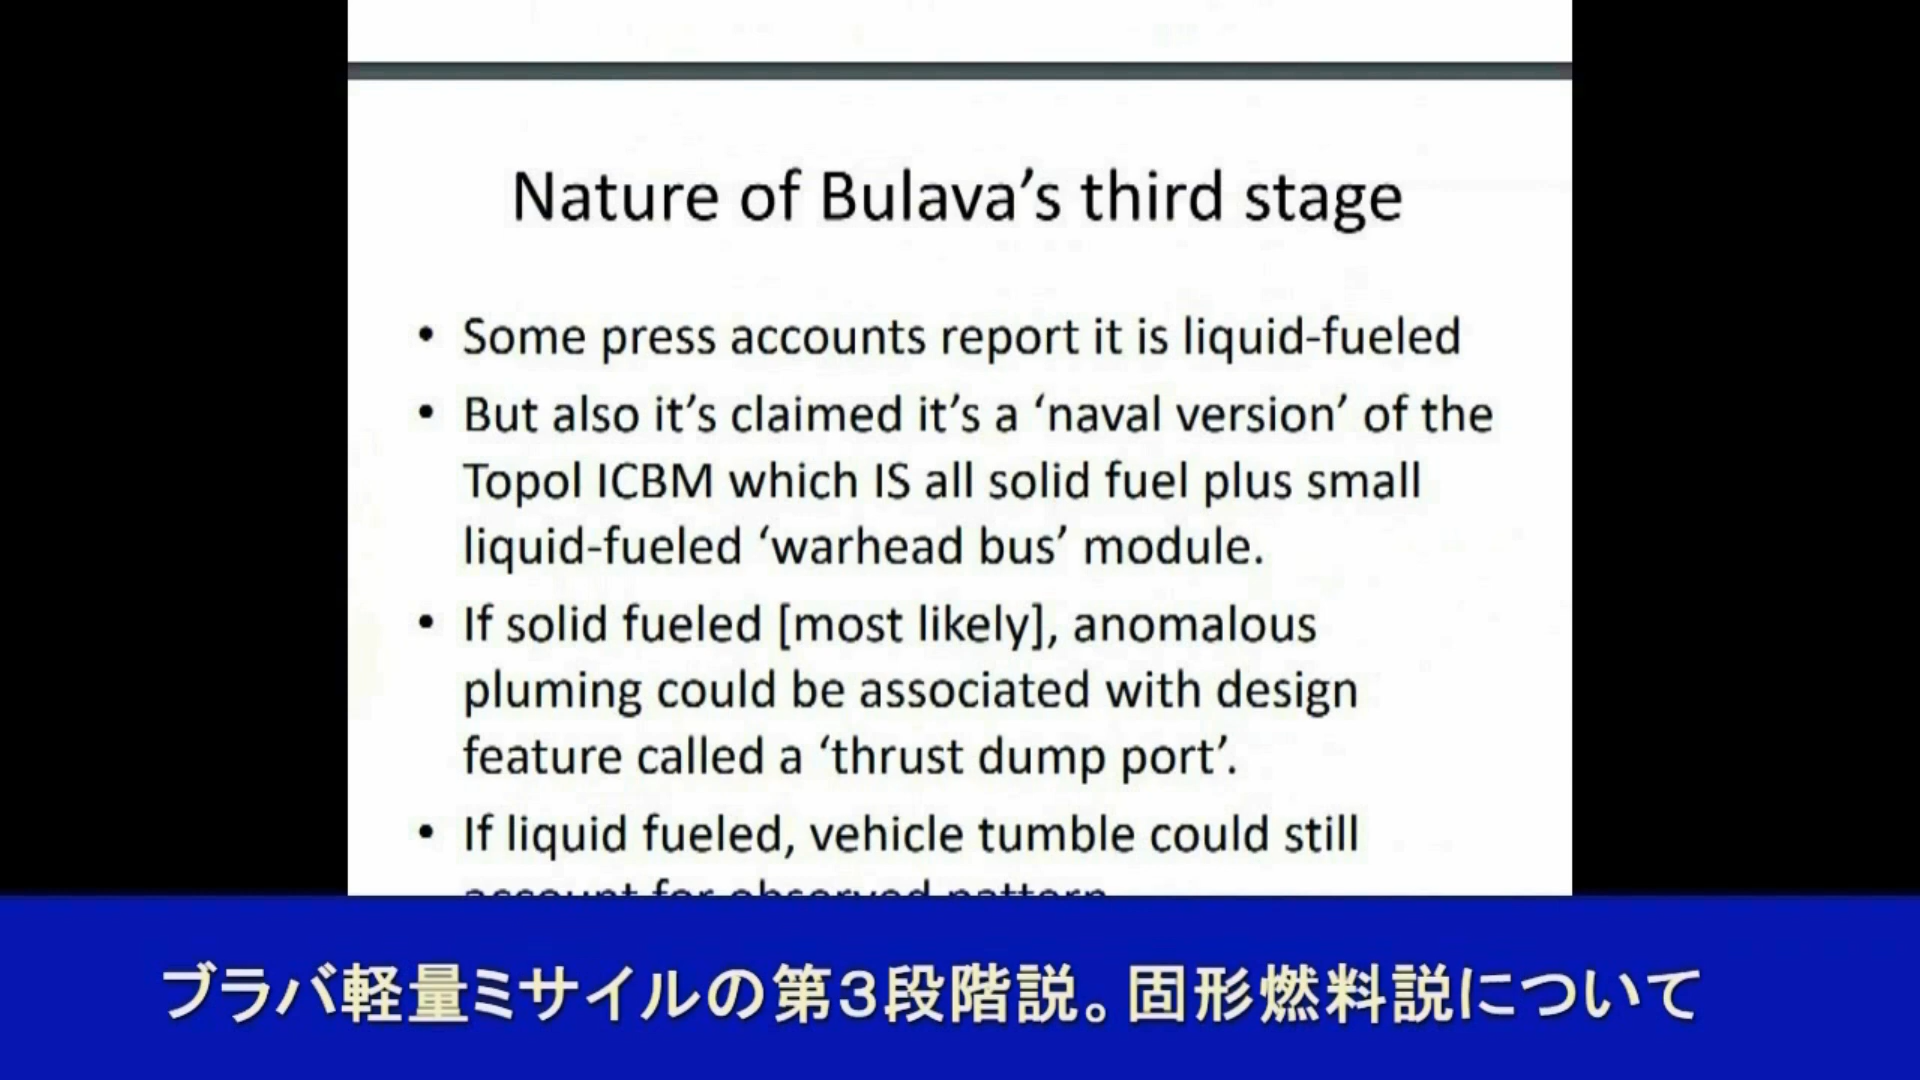 Nature of Bulava’s third stage
• Some press accounts report it is liquid-fueled
• But also it’s claimed it’s a ‘naval version’ of the
Topol ICBM which IS all solid fuel plus small
liquid-fueled ‘warhead bus’ module.
• If solid fueled [most likely], anomalous
pluming could be associated with design
feature called a ‘thrust dump port’.
• If liquid fueled, vehicle tumble could still
account for observed pattern
ブラバ軽量ミサイルの第３段階説。固形燃料説について